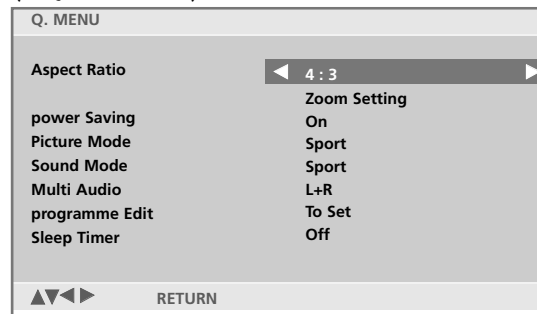 Q. MENU
Aspect Ratio ◀ 4 : 3 ▶
Zoom Setting
power Saving On
Picture Mode Sport
Sound Mode Sport
Multi Audio L+R
programme Edit To Set
Sleep Timer Off
▲▼◀ ▶ RETURN